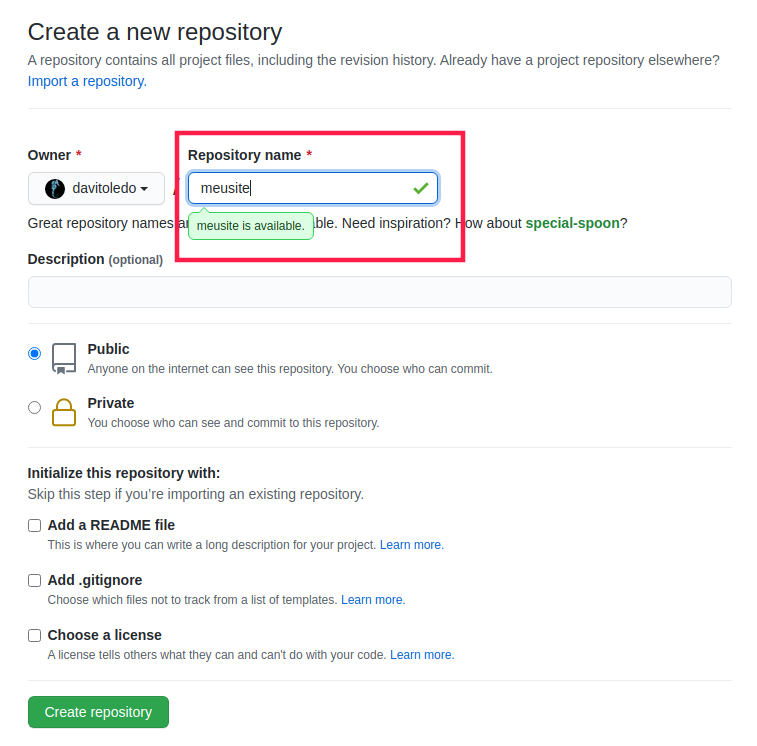 Create a new repository
A repository contains all project files, including the revision history. Already have a project repository elsewhere?
Import a repository.
Owner * Repository name *
davitoledo / meusite
Great repository names able. Need inspiration? How about special-spoon?
meusite is available.
Description (optional)
Public
Anyone on the internet can see this repository. You choose who can commit.
Private
You choose who can see and commit to this repository.
Initialize this repository with:
Skip this step if you're importing an existing repository.
Add a README file
This is where you can write a long description for your project. Learn more.
Add .gitignore
Choose which files not to track from a list of templates. Learn more.
Choose a license
A license tells others what they can and can't do with your code. Learn more.
Create repository